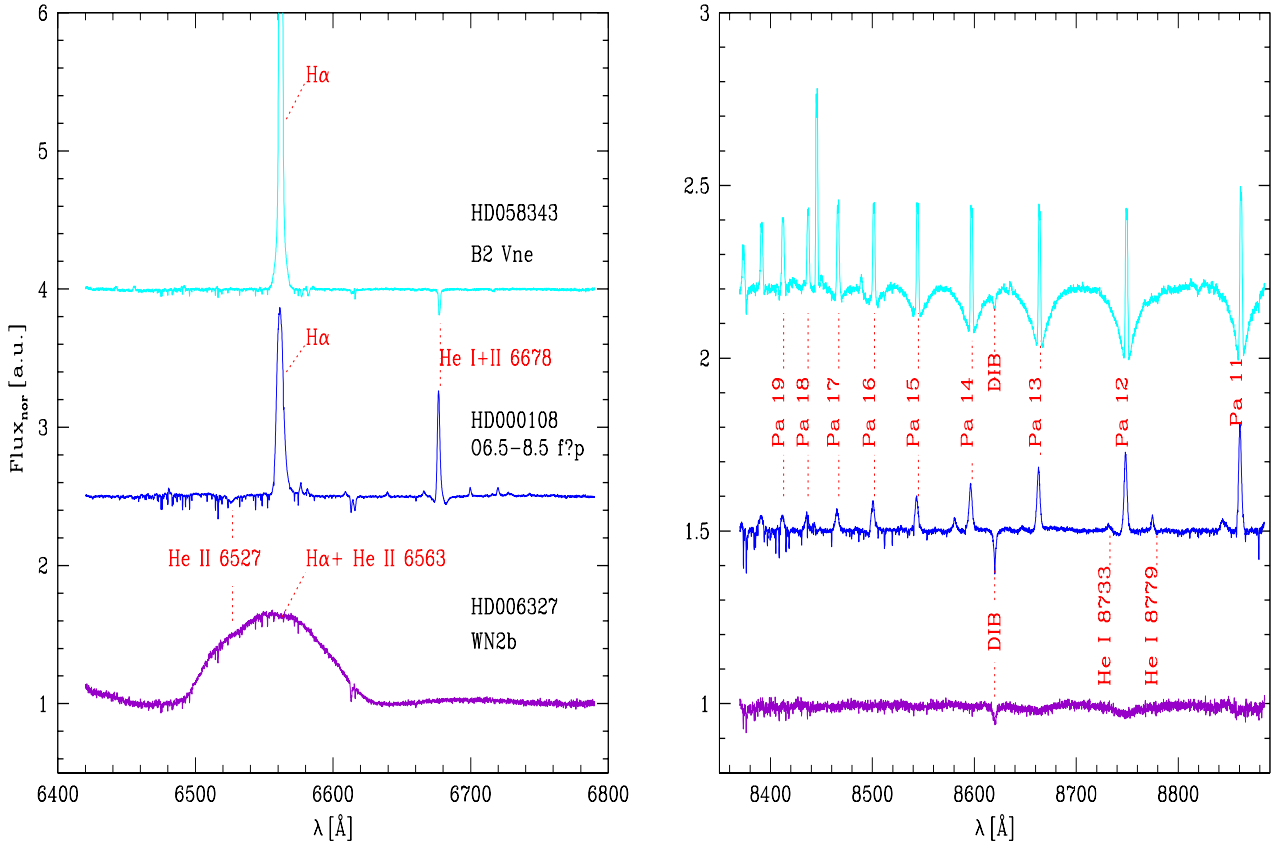 6
5
4
3
2
1
Flux_nor [a.u.]
6400
6500
6600
6700
6800
λ [Å]
Hα
HD058343
B2 Vne
Hα
He I+II 6678
HD000108
O6.5−8.5 f?p
He II 6527
Hα+ He II 6563
HD006327
WN2b
3
2.5
2
1.5
1
8400
8500
8600
8700
8800
λ [Å]
Pa 19
Pa 18
Pa 17
Pa 16
Pa 15
Pa 14
DIB
Pa 13
Pa 12
Pa 11
DIB
He I 8733
He I 8779